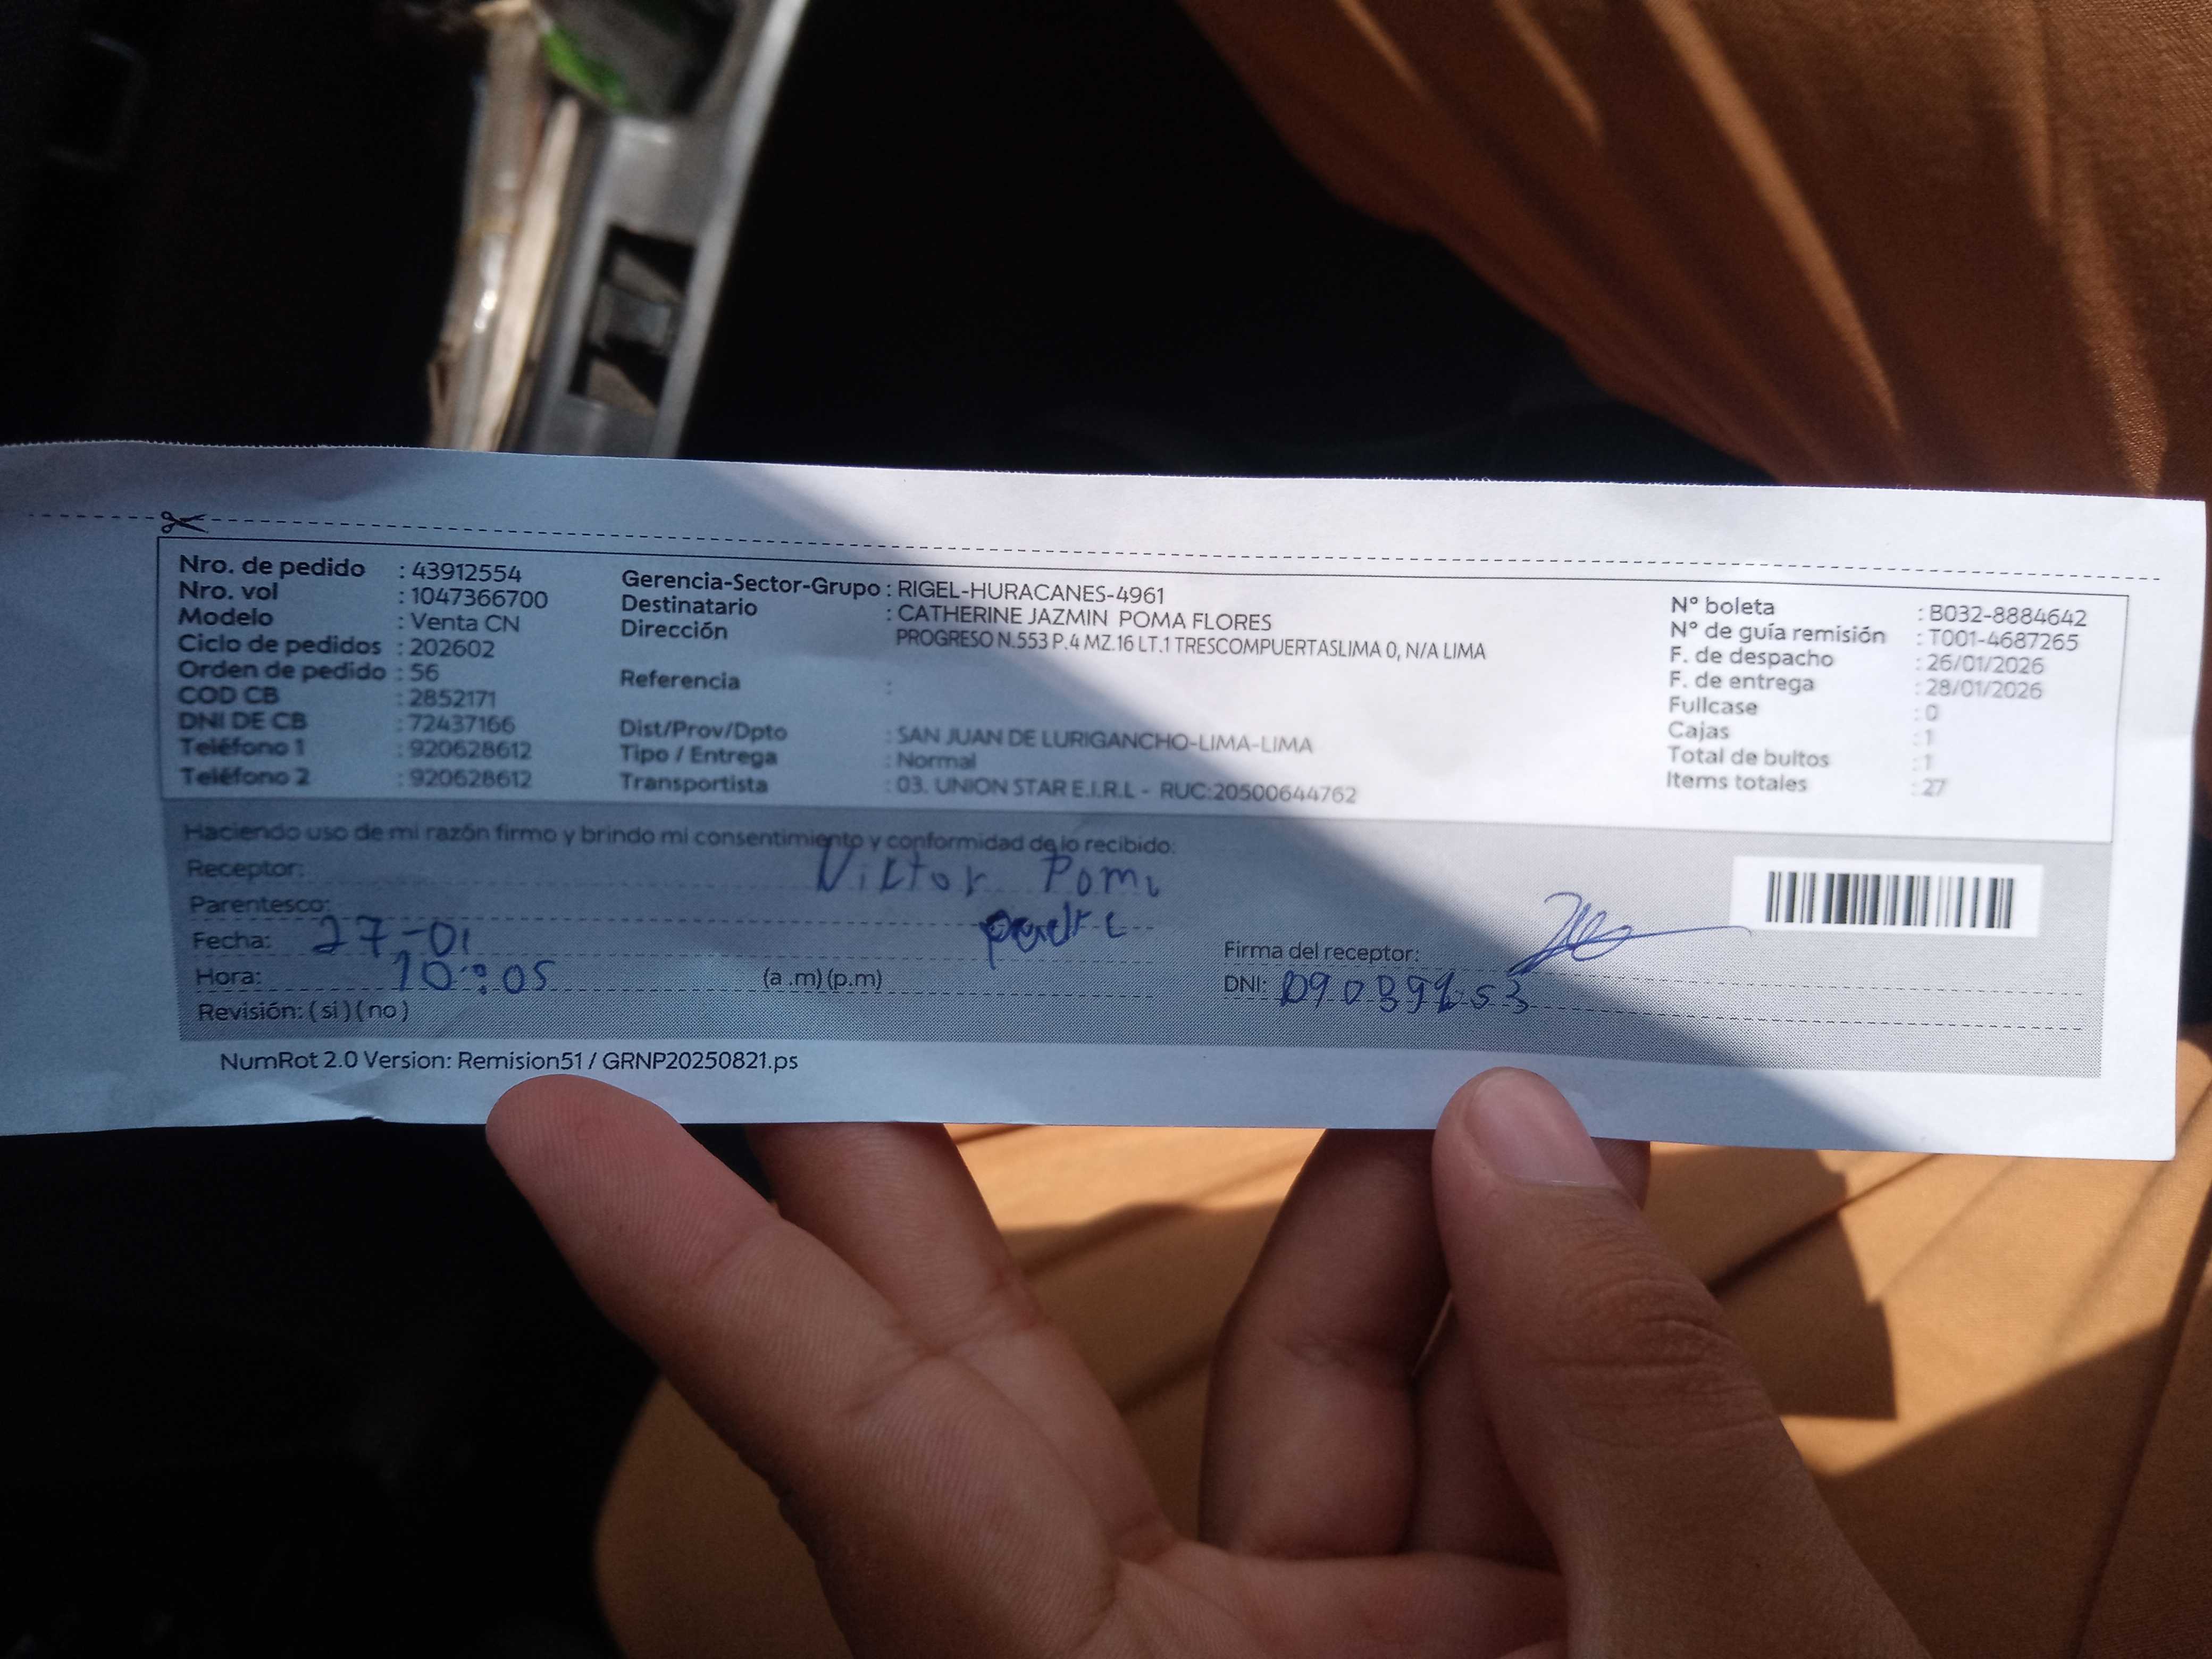 Nro. de pedido : 43912554
Nro. vol : 1047366700
Modelo : Venta CN
Ciclo de pedidos : 202602
Orden de pedido : 56
COD CB : 2852171
DNI DE CB : 72437166
Teléfono 1 : 920628612
Teléfono 2 : 920628612
Gerencia-Sector-Grupo : RIGEL-HURACANES-4961
Destinatario : CATHERINE JAZMIN POMA FLORES
Dirección PROGRESO N.553 P.4 MZ.16 LT.1 TRESCOMPUERTASLIMA 0, N/A LIMA
Referencia :
Dist/Prov/Dpto : SAN JUAN DE LURIGANCHO-LIMA-LIMA
Tipo / Entrega : Normal
Transportista : 03. UNION STAR E.I.R.L - RUC:20500644762
N° boleta : B032-8884642
N° de guía remisión : T001-4687265
F. de despacho : 26/01/2026
F. de entrega : 28/01/2026
Fullcase : 0
Cajas : 1
Total de bultos : 1
Items totales : 27
Haciendo uso de mi razón firmo y brindo mi consentimiento y conformidad de lo recibido:
Receptor: Victor Poma
Parentesco: padre
Fecha: 27-01
Hora: 10:05 (a .m) (p.m)
Revisión: ( si ) ( no )
Firma del receptor:
DNI:
NumRot 2.0 Version: Remision51 / GRNP20250821.ps